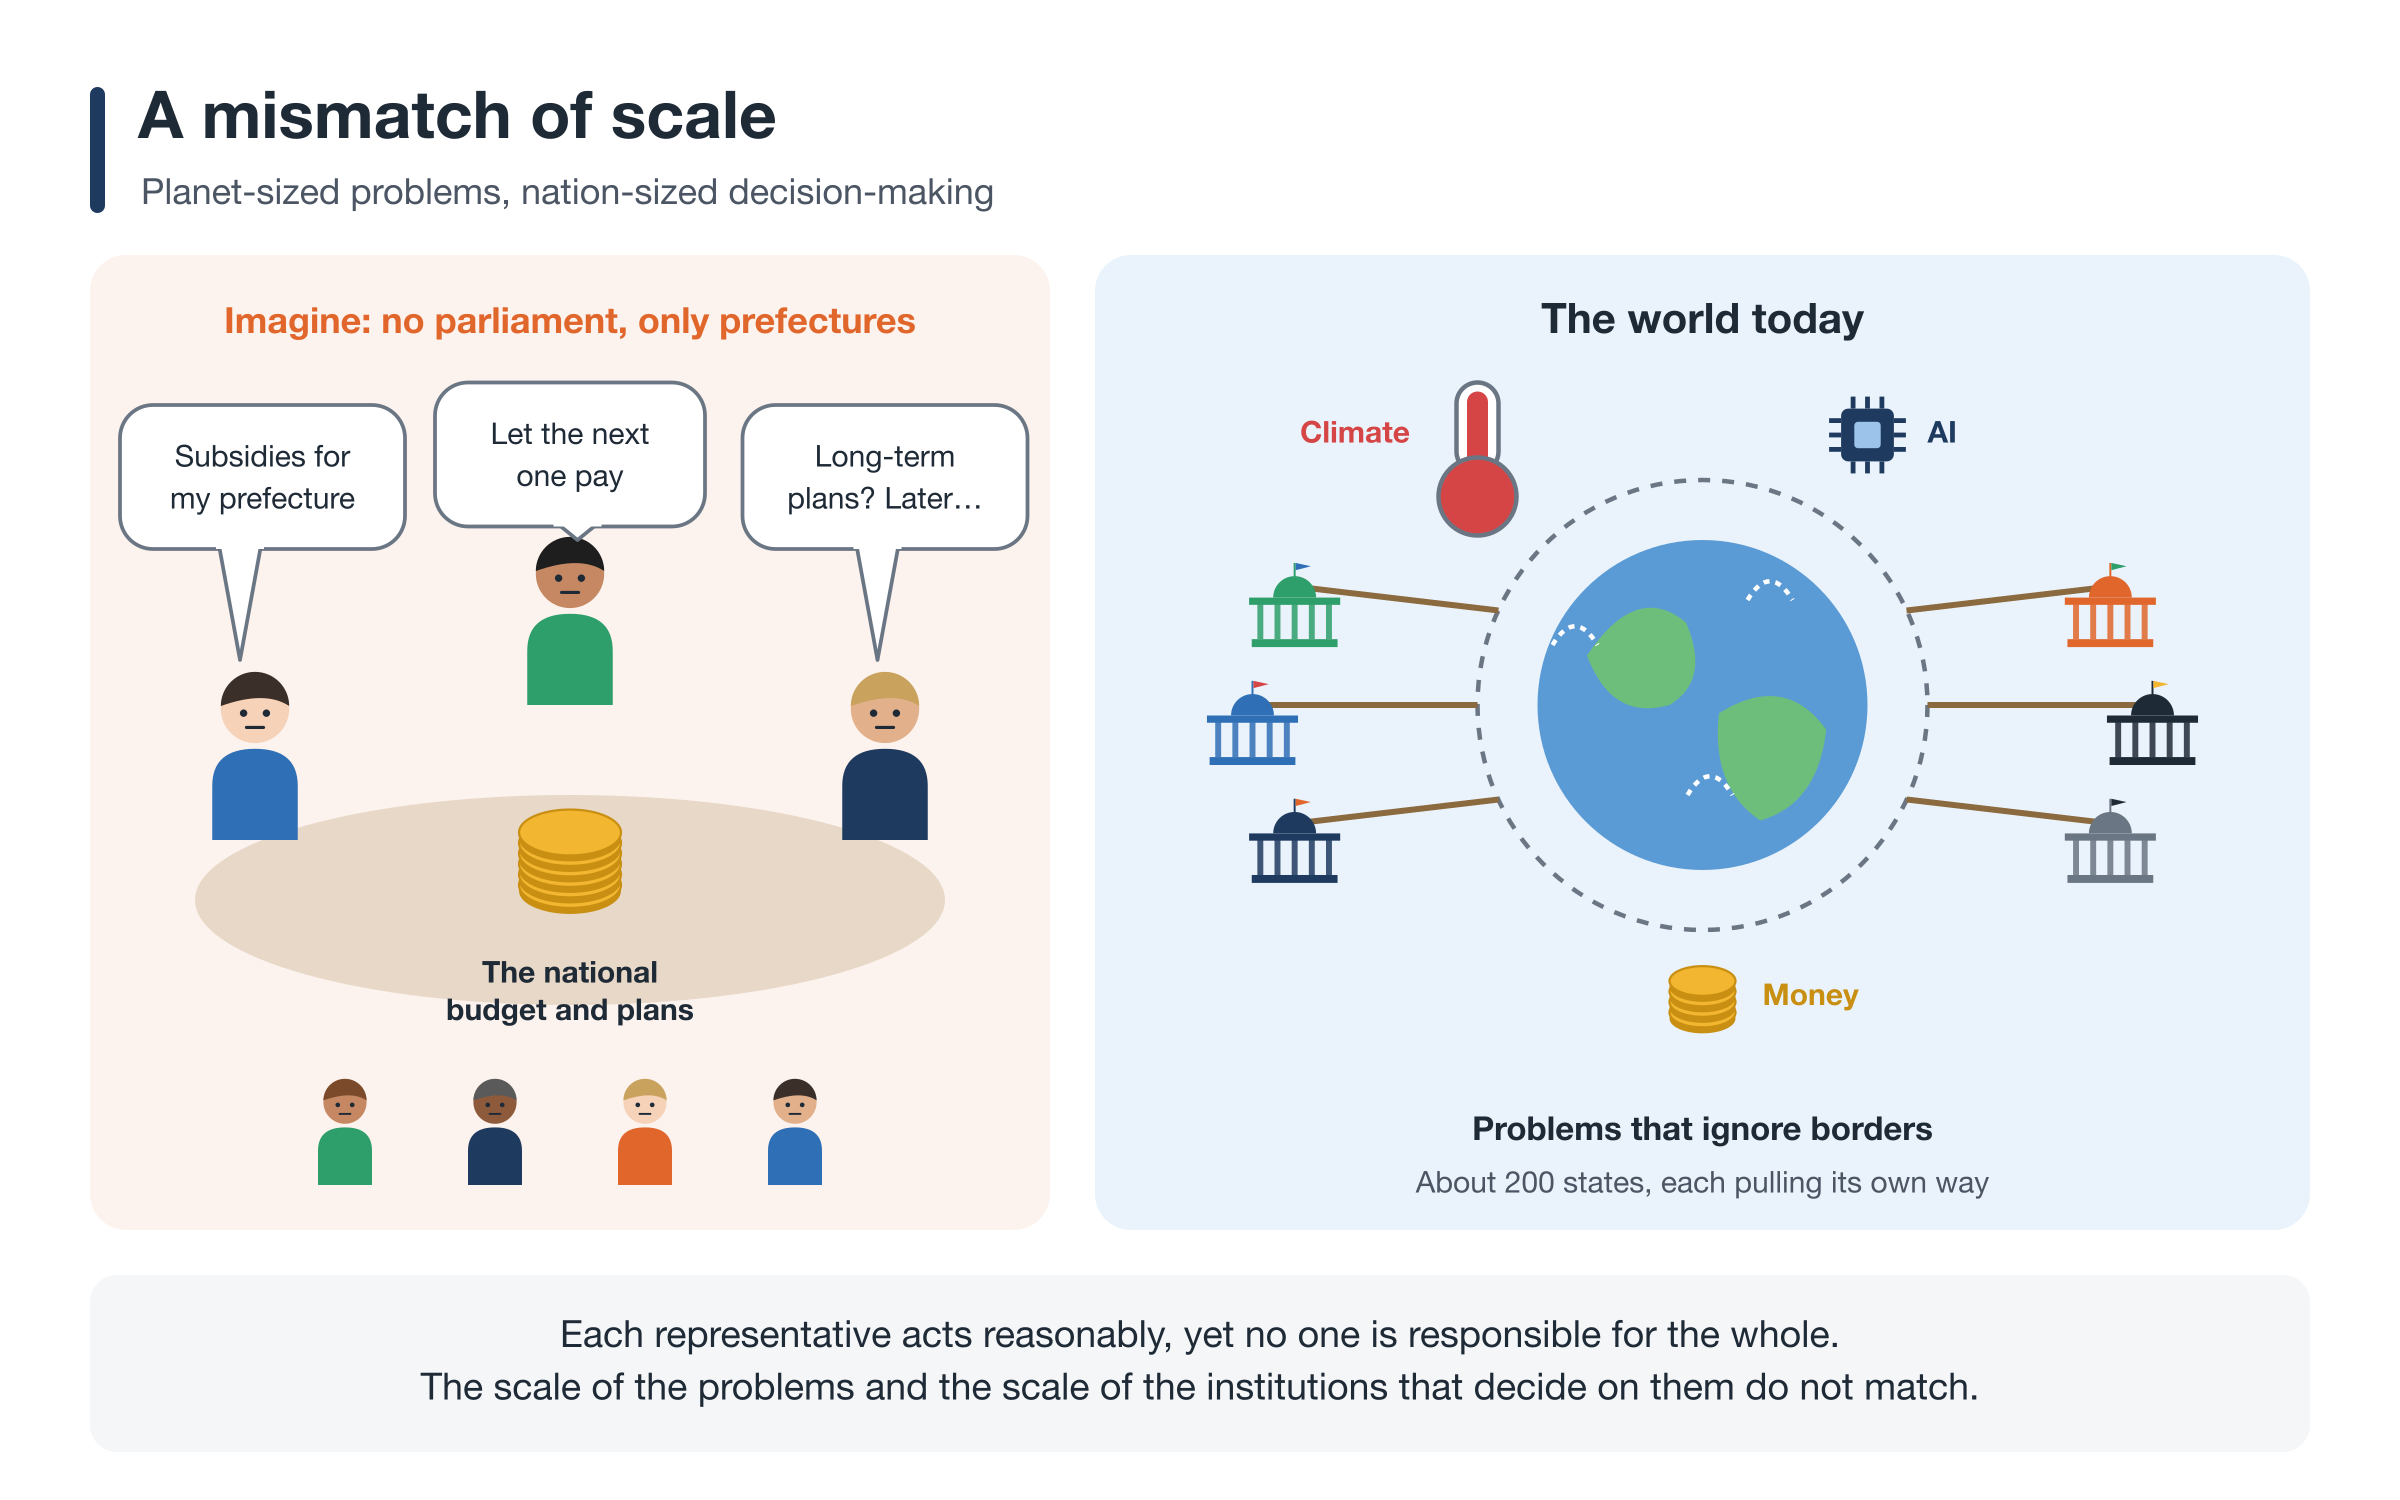 A mismatch of scale
Planet-sized problems, nation-sized decision-making
Imagine: no parliament, only prefectures
Subsidies for
my prefecture
Let the next
one pay
Long-term
plans? Later…
The national
budget and plans
The world today
Climate
AI
Money
Problems that ignore borders
About 200 states, each pulling its own way
Each representative acts reasonably, yet no one is responsible for the whole.
The scale of the problems and the scale of the institutions that decide on them do not match.